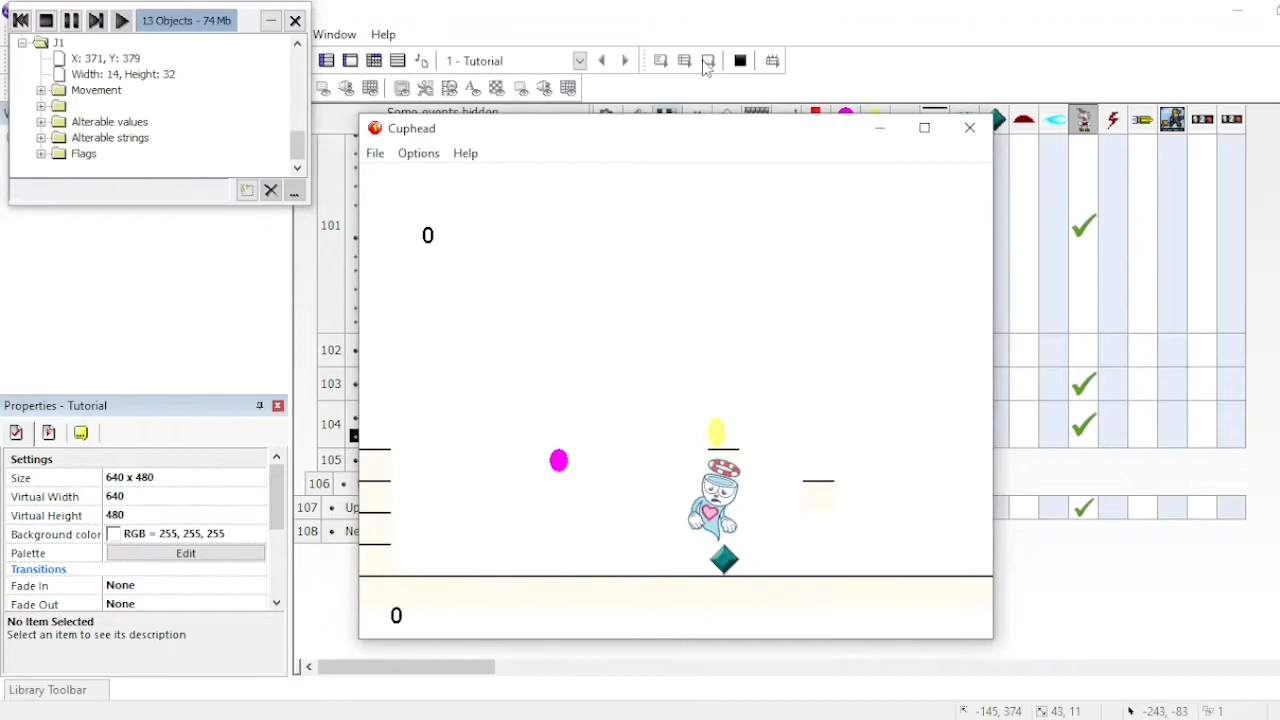 13 Objects - 74 Mb
J1
X: 371, Y: 379
Width: 14, Height: 32
Movement
Alterable values
Alterable strings
Flags
Window Help
1 - Tutorial
Some events hidden
Cuphead
File Options Help
0
0
101
102
103
104
105
106
107
108
Properties - Tutorial
Settings
Size 640 x 480
Virtual Width 640
Virtual Height 480
Background color RGB = 255, 255, 255
Palette Edit
Transitions
Fade In None
Fade Out None
No Item Selected
Select an item to see its description
Library Toolbar
-145, 374 43, 11 -243, -83 1